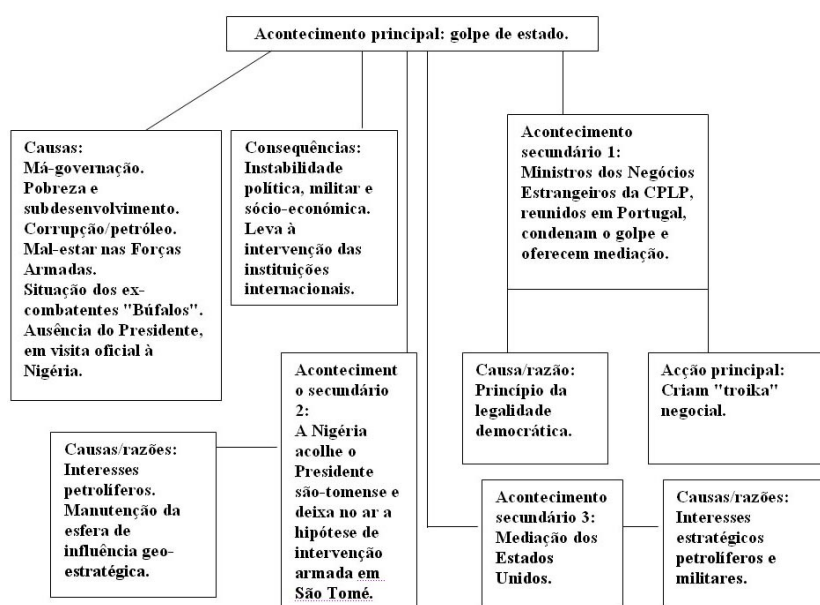 Acontecimento principal: golpe de estado.
Causas:
Má-governação.
Pobreza e
subdesenvolvimento.
Corrupção/petróleo.
Mal-estar nas Forças
Armadas.
Situação dos ex-
combatentes "Búfalos".
Ausência do Presidente,
em visita oficial à
Nigéria.
Consequências:
Instabilidade
política, militar e
sócio-económica.
Leva à
intervenção das
instituições
internacionais.
Acontecimento
secundário 1:
Ministros dos Negócios
Estrangeiros da CPLP,
reunidos em Portugal,
condenam o golpe e
oferecem mediação.
Causa/razão:
Princípio da
legalidade
democrática.
Acção principal:
Criam "troika"
negocial.
Aconteciment
o secundário
2:
A Nigéria
acolhe o
Presidente
são-tomense e
deixa no ar a
hipótese de
intervenção
armada em
São Tomé.
Causas/razões:
Interesses
petrolíferos.
Manutenção da
esfera de
influência geo-
estratégica.
Acontecimento
secundário 3:
Mediação dos
Estados
Unidos.
Causas/razões:
Interesses
estratégicos
petrolíferos e
militares.